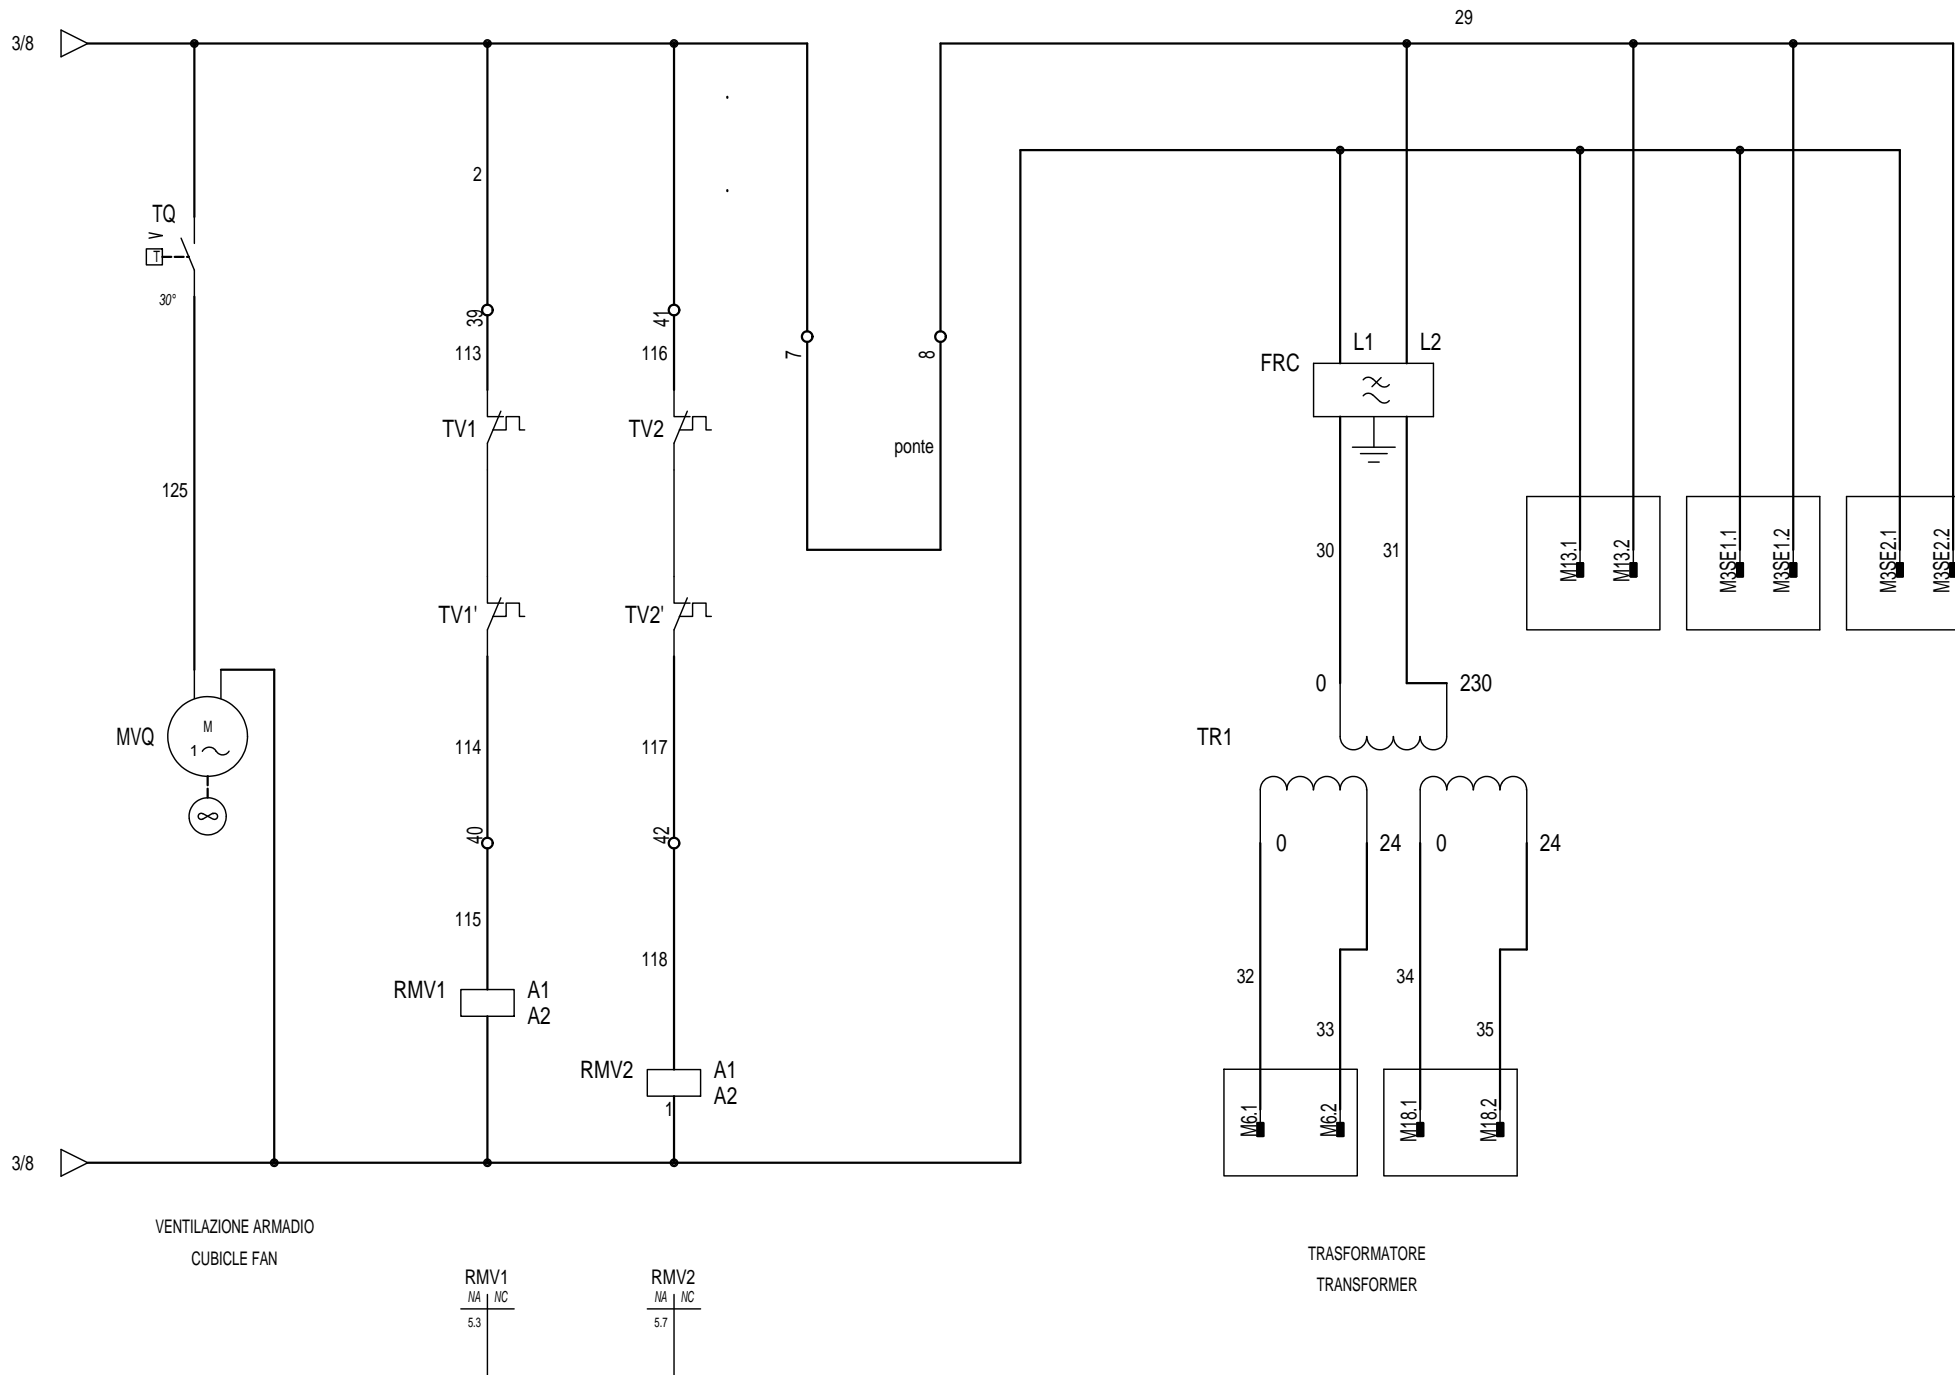 29
3/8
2
TQ
V
T
30°
39
41
113
116
7
8
L1
L2
FRC
TV1
TV2
ponte
125
30
31
M13.1
M13.2
M3SE1.1
M3SE1.2
M3SE2.1
M3SE2.2
TV1'
TV2'
0
230
MVQ
M
1
114
117
TR1
40
42
0
24
0
24
115
118
32
34
RMV1
A1
A2
33
35
RMV2
A1
A2
1
M6.1
M6.2
M18.1
M18.2
3/8
VENTILAZIONE ARMADIO
CUBICLE FAN
TRASFORMATORE
TRANSFORMER
RMV1
NA NC
5.3
RMV2
NA NC
5.7